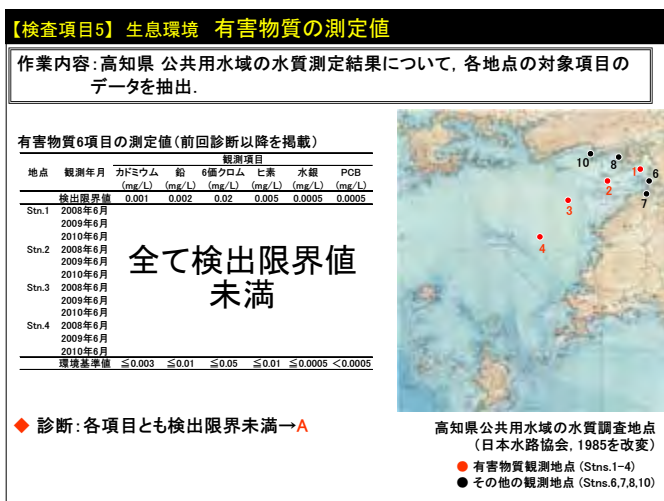 【検査項目5】 生息環境 有害物質の測定値
作業内容:高知県 公共用水域の水質測定結果について, 各地点の対象項目の
データを抽出.
有害物質6項目の測定値(前回診断以降を掲載)
観測項目
地点 観測年月 カドミウム 鉛 6価クロム ヒ素 水銀 PCB
(mg/L) (mg/L) (mg/L) (mg/L) (mg/L) (mg/L)
検出限界値 0.001 0.002 0.02 0.005 0.0005 0.0005
Stn.1 2008年6月
2009年6月
2010年6月
Stn.2 2008年6月
2009年6月
2010年6月
Stn.3 2008年6月
2009年6月
2010年6月
Stn.4 2008年6月
2009年6月
2010年6月
全て検出限界値
未満
環境基準値 ≦0.003 ≦0.01 ≦0.05 ≦0.01 ≦0.0005 <0.0005
◆ 診断:各項目とも検出限界未満→A
10
8
1
6
2
7
3
4
高知県公共用水域の水質調査地点
(日本水路協会, 1985を改変)
● 有害物質観測地点 (Stns.1-4)
● その他の観測地点 (Stns.6,7,8,10)